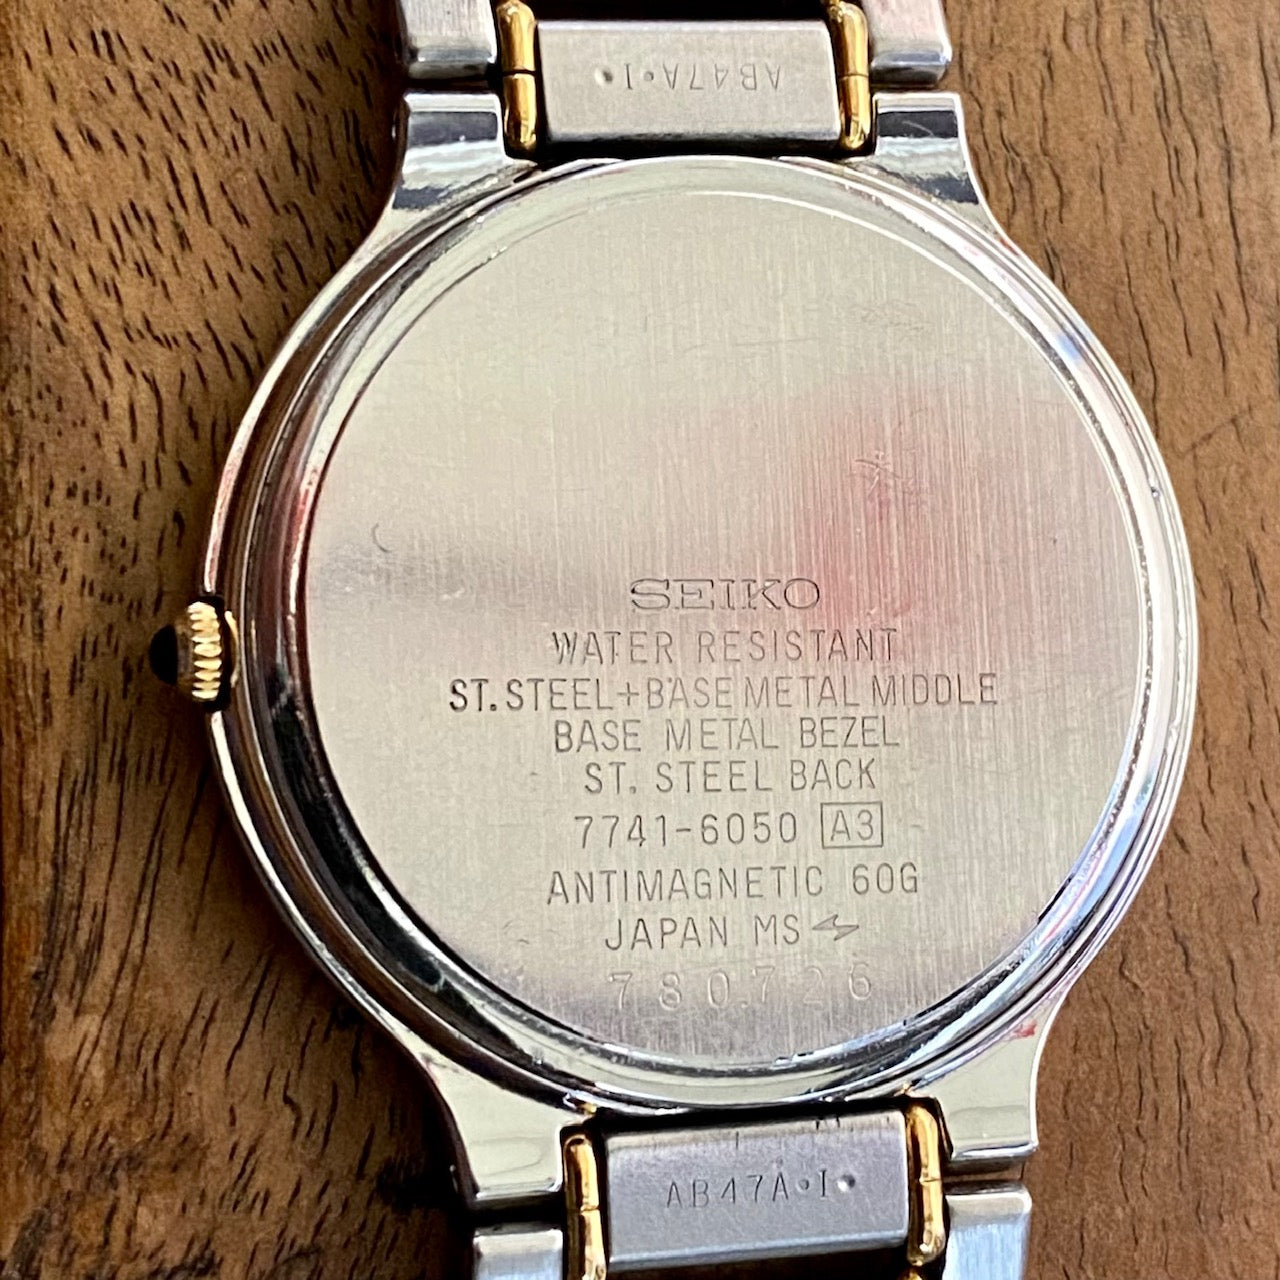 AB47A•I•
SEIKO
WATER RESISTANT
ST.STEEL+BASE METAL MIDDLE
BASE METAL BEZEL
ST. STEEL BACK
7741-6050 A3
ANTIMAGNETIC 60G
JAPAN MS
780726
AB47A•I•